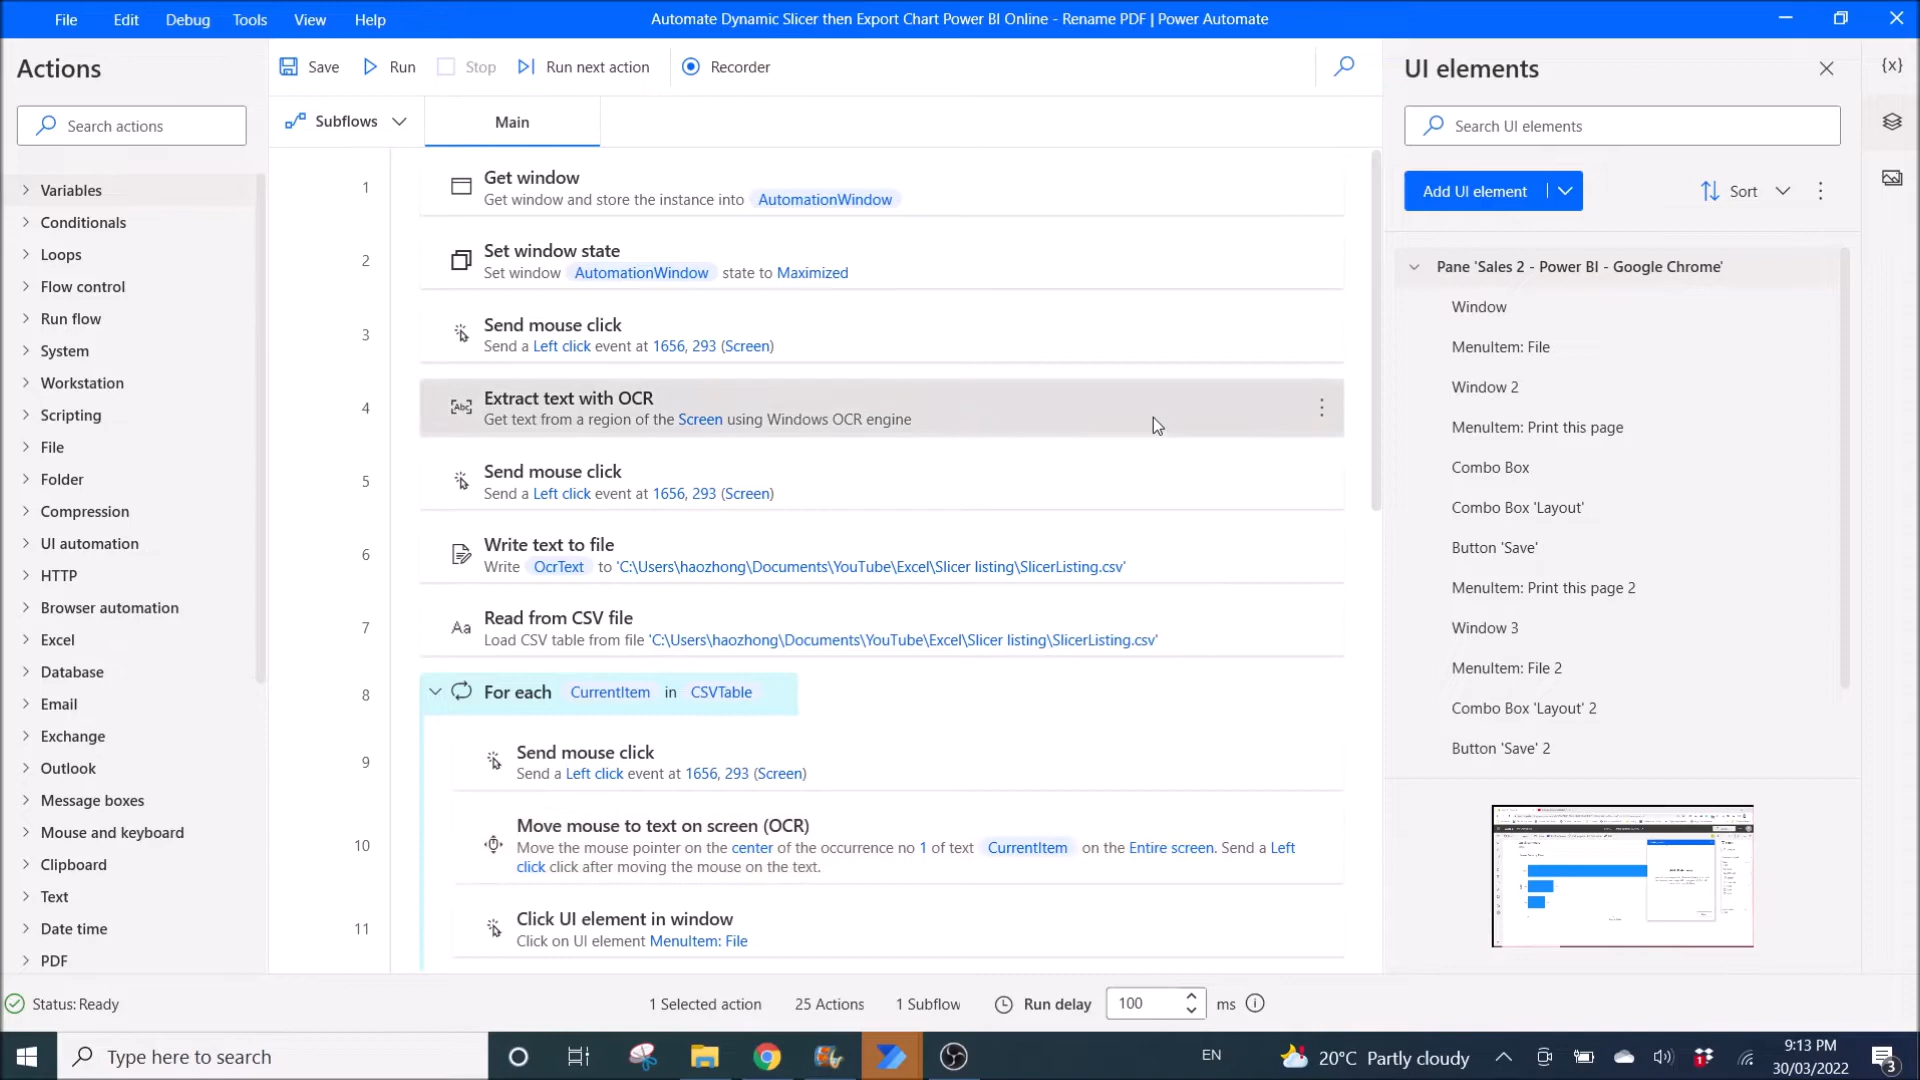 File Edit Debug Tools View Help
Automate Dynamic Slicer then Export Chart Power BI Online - Rename PDF | Power Automate
Actions
Search actions
Variables
Conditionals
Loops
Flow control
Run flow
System
Workstation
Scripting
File
Folder
Compression
UI automation
HTTP
Browser automation
Excel
Database
Email
Exchange
Outlook
Message boxes
Mouse and keyboard
Clipboard
Text
Date time
PDF
Save Run Stop Run next action Recorder
Subflows Main
1 Get window
Get window and store the instance into AutomationWindow
2 Set window state
Set window AutomationWindow state to Maximized
3 Send mouse click
Send a Left click event at 1656, 293 (Screen)
4 Extract text with OCR
Get text from a region of the Screen using Windows OCR engine
5 Send mouse click
Send a Left click event at 1656, 293 (Screen)
6 Write text to file
Write OcrText to 'C:\Users\haozhong\Documents\YouTube\Excel\Slicer listing\SlicerListing.csv'
7 Read from CSV file
Load CSV table from file 'C:\Users\haozhong\Documents\YouTube\Excel\Slicer listing\SlicerListing.csv'
8 For each CurrentItem in CSVTable
9 Send mouse click
Send a Left click event at 1656, 293 (Screen)
10 Move mouse to text on screen (OCR)
Move the mouse pointer on the center of the occurrence no 1 of text CurrentItem on the Entire screen. Send a Left
click click after moving the mouse on the text.
11 Click UI element in window
Click on UI element MenuItem: File
UI elements
{x}
Search UI elements
Add UI element Sort
Pane 'Sales 2 - Power BI - Google Chrome'
Window
MenuItem: File
Window 2
MenuItem: Print this page
Combo Box
Combo Box 'Layout'
Button 'Save'
MenuItem: Print this page 2
Window 3
MenuItem: File 2
Combo Box 'Layout' 2
Button 'Save' 2
Status: Ready 1 Selected action 25 Actions 1 Subflow Run delay 100 ms
Type here to search
EN
20°C Partly cloudy
9:13 PM
30/03/2022
3